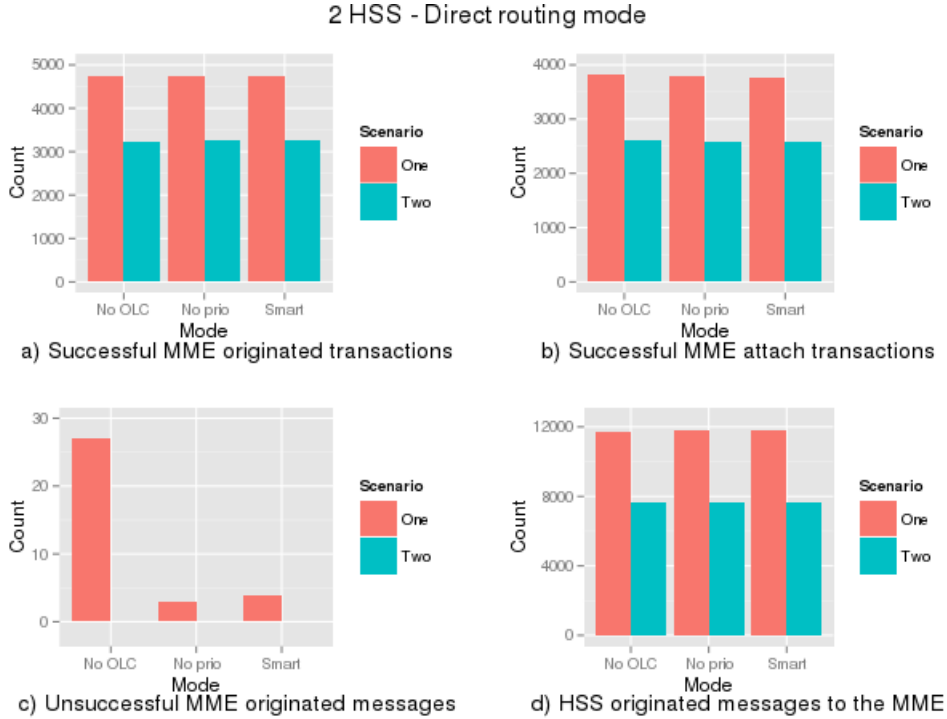 2 HSS - Direct routing mode
5000
4000
3000
2000
1000
0
Count
No OLC No prio Smart
Mode
Scenario
One
Two
a) Successful MME originated transactions
4000
3000
2000
1000
0
Count
No OLC No prio Smart
Mode
Scenario
One
Two
b) Successful MME attach transactions
30
20
10
0
Count
No OLC No prio Smart
Mode
Scenario
One
Two
c) Unsuccessful MME originated messages
12000
8000
4000
0
Count
No OLC No prio Smart
Mode
Scenario
One
Two
d) HSS originated messages to the MME